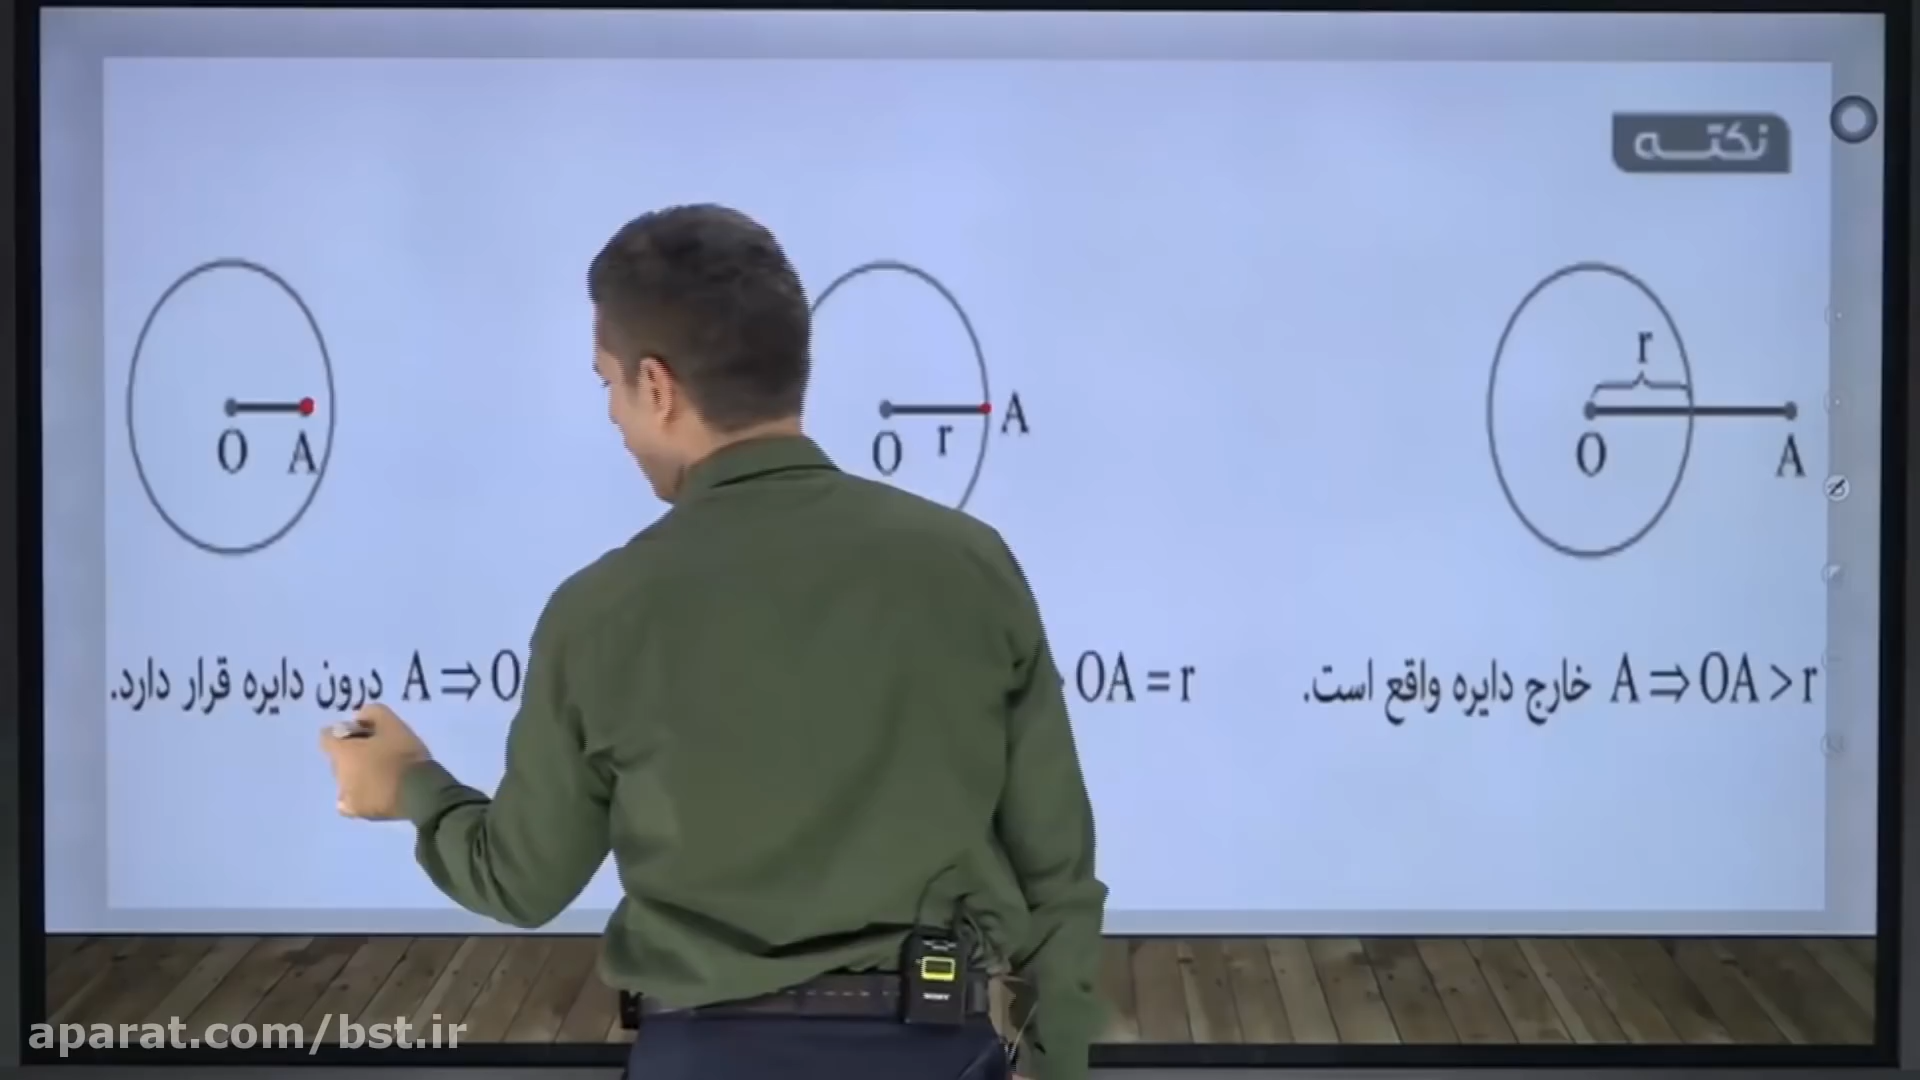 نکته
r
O A
O r A
O A
خارج دایره واقع است. A ⇒ OA > r
OA = r
درون دایره قرار دارد. A ⇒ O
aparat.com/bst.ir